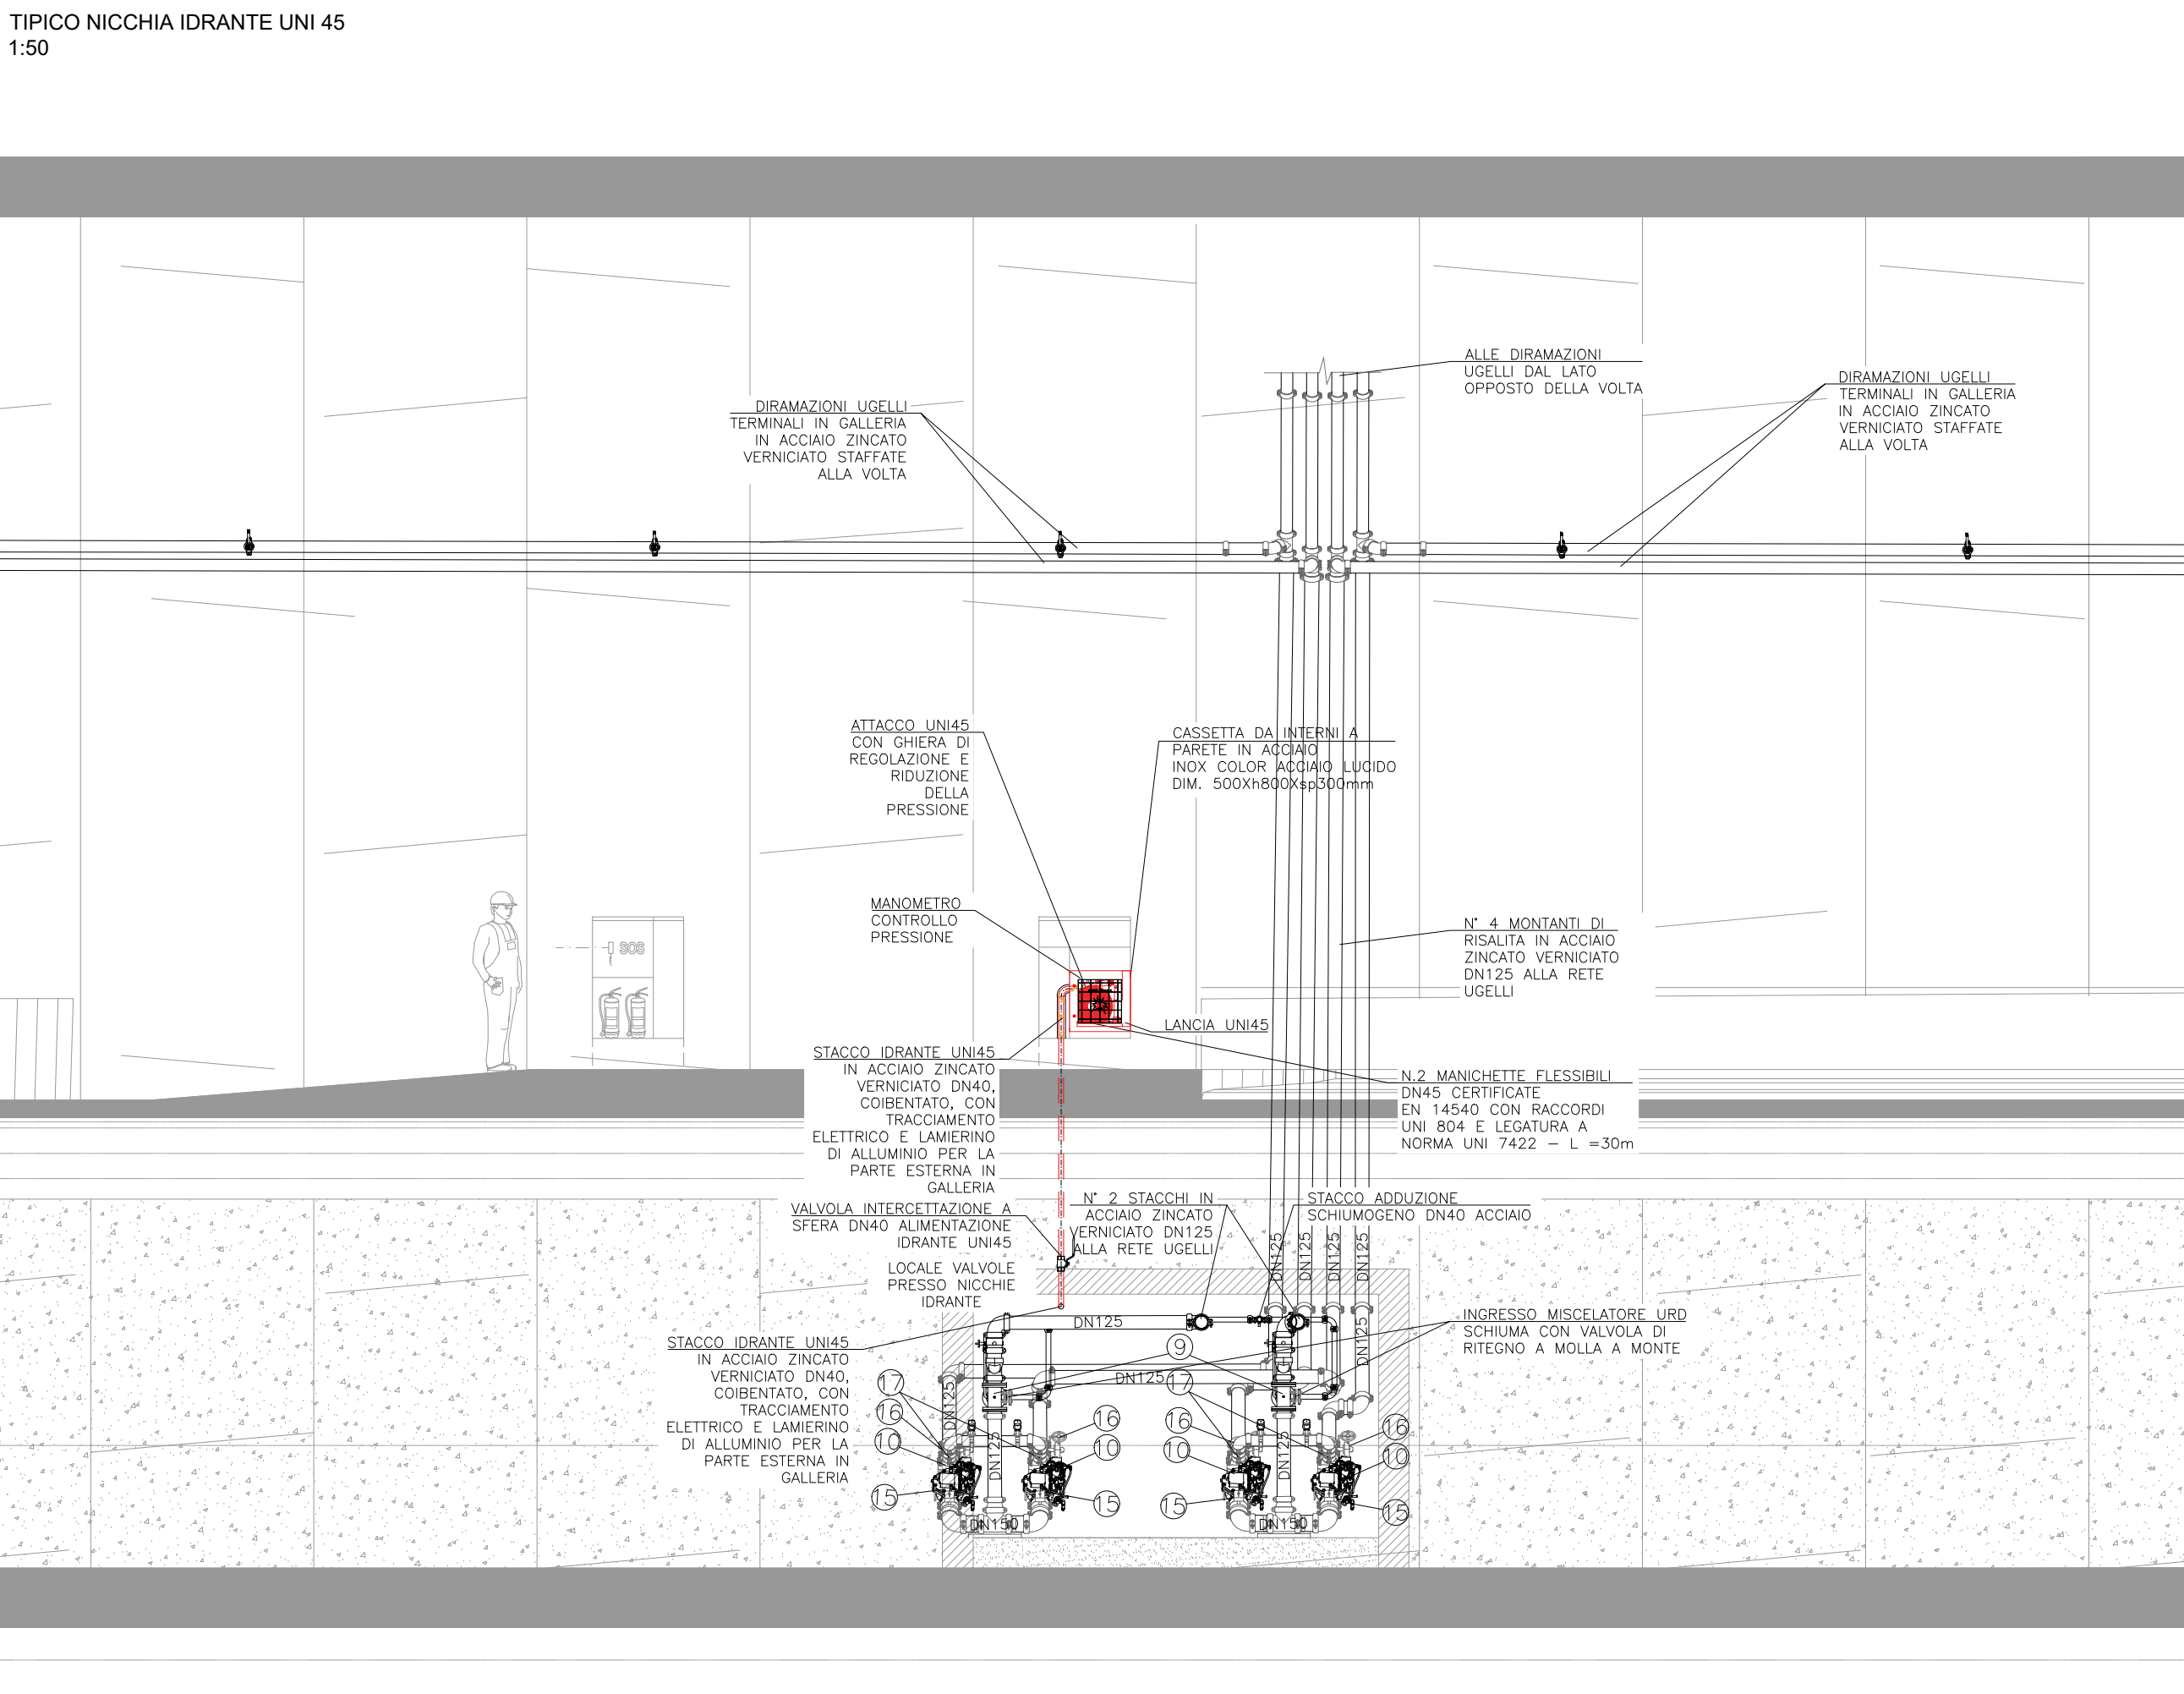 TIPICO NICCHIA IDRANTE UNI 45
1:50
ALLE DIRAMAZIONI
UGELLI DAL LATO
OPPOSTO DELLA VOLTA
DIRAMAZIONI UGELLI
TERMINALI IN GALLERIA
IN ACCIAIO ZINCATO
VERNICIATO STAFFATE
ALLA VOLTA
DIRAMAZIONI UGELLI
TERMINALI IN GALLERIA
IN ACCIAIO ZINCATO
VERNICIATO STAFFATE
ALLA VOLTA
ATTACCO UNI45
CON GHIERA DI
REGOLAZIONE E
RIDUZIONE
DELLA
PRESSIONE
CASSETTA DA INTERNI A
PARETE IN ACCIAIO
INOX COLOR ACCIAIO LUCIDO
DIM. 500Xh800Xsp300mm
MANOMETRO
CONTROLLO
PRESSIONE
N° 4 MONTANTI DI
RISALITA IN ACCIAIO
ZINCATO VERNICIATO
DN125 ALLA RETE
UGELLI
SOS
LANCIA UNI45
STACCO IDRANTE UNI45
IN ACCIAIO ZINCATO
VERNICIATO DN40,
COIBENTATO, CON
TRACCIAMENTO
ELETTRICO E LAMIERINO
DI ALLUMINIO PER LA
PARTE ESTERNA IN
GALLERIA
N.2 MANICHETTE FLESSIBILI
DN45 CERTIFICATE
EN 14540 CON RACCORDI
UNI 804 E LEGATURA A
NORMA UNI 7422 – L =30m
VALVOLA INTERCETTAZIONE A
SFERA DN40 ALIMENTAZIONE
IDRANTE UNI45
N° 2 STACCHI IN
ACCIAIO ZINCATO
VERNICIATO DN125
ALLA RETE UGELLI
STACCO ADDUZIONE
SCHIUMOGENO DN40 ACCIAIO
LOCALE VALVOLE
PRESSO NICCHIE
IDRANTE
DN125
DN125
DN125
DN125
INGRESSO MISCELATORE URD
SCHIUMA CON VALVOLA DI
RITEGNO A MOLLA A MONTE
STACCO IDRANTE UNI45
IN ACCIAIO ZINCATO
VERNICIATO DN40,
COIBENTATO, CON
TRACCIAMENTO
ELETTRICO E LAMIERINO
DI ALLUMINIO PER LA
PARTE ESTERNA IN
GALLERIA
DN125
DN125
9
DN125
17
17
DN125
16
16
16
16
10
10
10
10
DN125
DN125
15
15
15
15
DN150
DN150